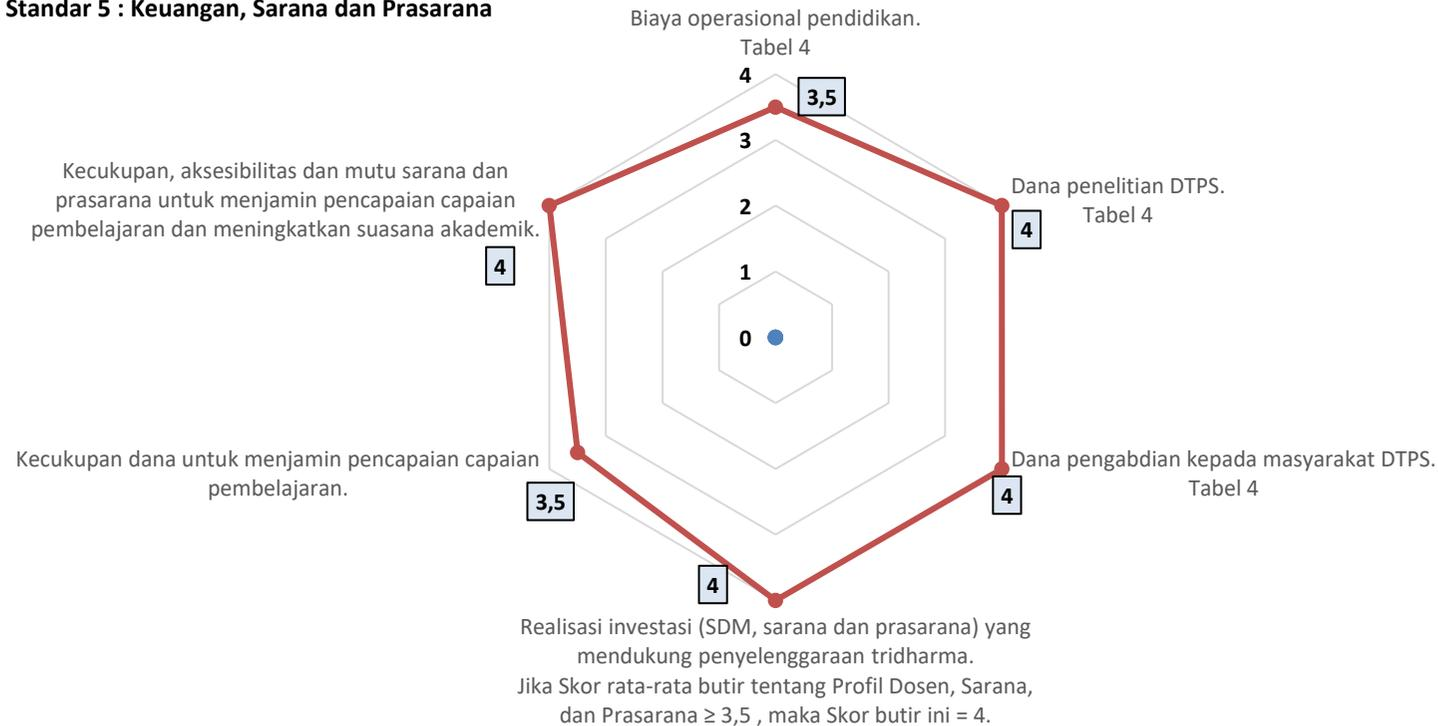 Standar 5 : Keuangan, Sarana dan Prasarana
Biaya operasional pendidikan.
Tabel 4
4
3,5
3
2
1
0
Dana penelitian DTPS.
Tabel 4
4
Dana pengabdian kepada masyarakat DTPS.
Tabel 4
4
4
Realisasi investasi (SDM, sarana dan prasarana) yang
mendukung penyelenggaraan tridharma.
Jika Skor rata-rata butir tentang Profil Dosen, Sarana,
dan Prasarana ≥ 3,5 , maka Skor butir ini = 4.
Kecukupan dana untuk menjamin pencapaian capaian
pembelajaran.
3,5
Kecukupan, aksesibilitas dan mutu sarana dan
prasarana untuk menjamin pencapaian capaian
pembelajaran dan meningkatkan suasana akademik.
4